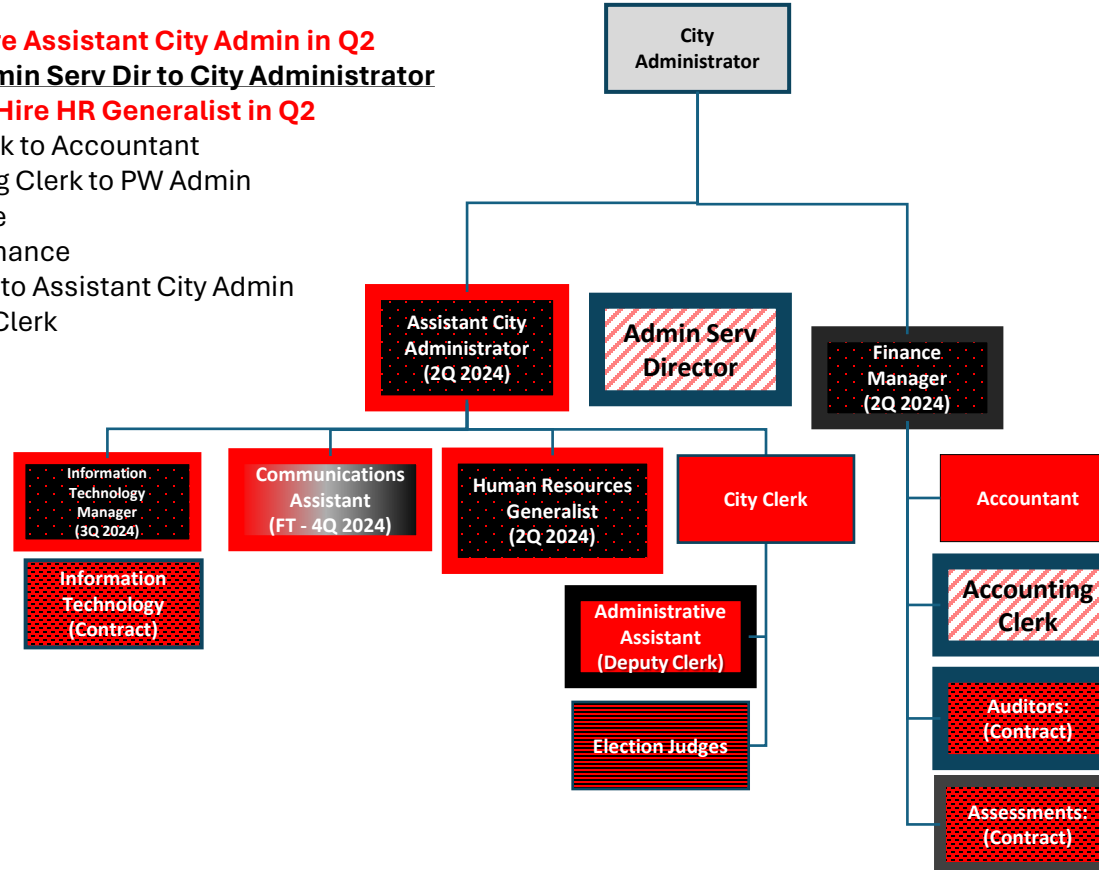 re Assistant City Admin in Q2
min Serv Dir to City Administrator
Hire HR Generalist in Q2
k to Accountant
g Clerk to PW Admin
e
nance
to Assistant City Admin
Clerk
City
Administrator
Assistant City
Administrator
(2Q 2024)
Admin Serv
Director
Finance
Manager
(2Q 2024)
Information
Technology
Manager
(3Q 2024)
Communications
Assistant
(FT - 4Q 2024)
Human Resources
Generalist
(2Q 2024)
City Clerk
Accountant
Information
Technology
(Contract)
Administrative
Assistant
(Deputy Clerk)
Accounting
Clerk
Election Judges
Auditors:
(Contract)
Assessments:
(Contract)